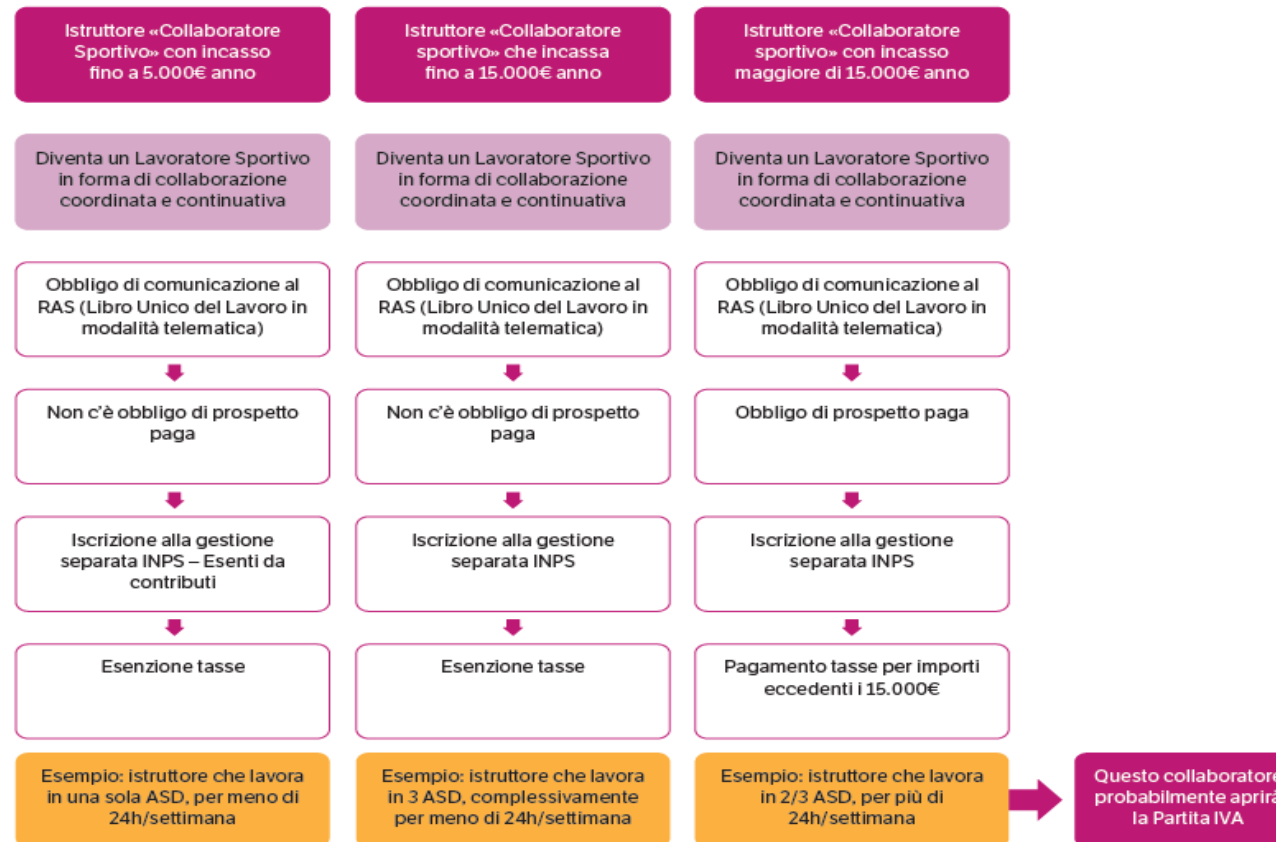 Istruttore «Collaboratore
Sportivo» con incasso
fino a 5.000€ anno
Diventa un Lavoratore Sportivo
in forma di collaborazione
coordinata e continuativa
Obbligo di comunicazione al
RAS (Libro Unico del Lavoro in
modalità telematica)
Non c'è obbligo di prospetto
paga
Iscrizione alla gestione
separata INPS – Esenti da
contributi
Esenzione tasse
Esempio: istruttore che lavora
in una sola ASD, per meno di
24h/settimana
Istruttore «Collaboratore
sportivo» che incassa
fino a 15.000€ anno
Diventa un Lavoratore Sportivo
in forma di collaborazione
coordinata e continuativa
Obbligo di comunicazione al
RAS (Libro Unico del Lavoro in
modalità telematica)
Non c'è obbligo di prospetto
paga
Iscrizione alla gestione
separata INPS
Esenzione tasse
Esempio: istruttore che lavora
in 3 ASD, complessivamente
per meno di 24h/settimana
Istruttore «Collaboratore
sportivo» con incasso
maggiore di 15.000€ anno
Diventa un Lavoratore Sportivo
in forma di collaborazione
coordinata e continuativa
Obbligo di comunicazione al
RAS (Libro Unico del Lavoro in
modalità telematica)
Obbligo di prospetto paga
Iscrizione alla gestione
separata INPS
Pagamento tasse per importi
eccedenti i 15.000€
Esempio: istruttore che lavora
in 2/3 ASD, per più di
24h/settimana
Questo collaboratore
probabilmente aprirà
la Partita IVA